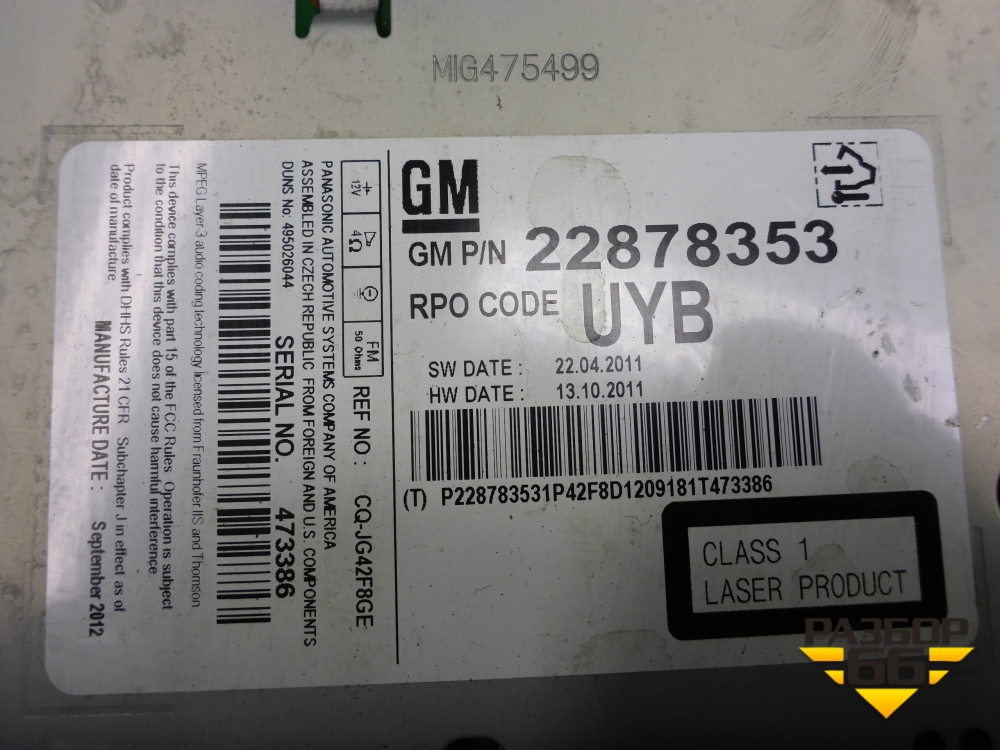 MIG475499
GM
GM P/N 22878353
RPO CODE UYB
SW DATE : 22.04.2011
HW DATE : 13.10.2011
(T) P228783531P42F8D1209181T473386
CLASS 1
LASER PRODUCT
+ 12V
4Ω
FM 50 Ohms
REF NO : CQ-JG42F8GE
PANASONIC AUTOMOTIVE SYSTEMS COMPANY OF AMERICA
ASSEMBLED IN CZECH REPUBLIC FROM FOREIGN AND U.S. COMPONENTS
DUNS No: 495026044
SERIAL NO. 473386
MPEG Layer-3 audio coding technology licensed from Fraunhofer IIS and Thomson.
This device complies with part 15 of the FCC Rules. Operation is subject
to the condition that this device does not cause harmful interference.
Product complies with DHHS Rules 21 CFR Subchapter J in effect as of
date of manufacture.
MANUFACTURE DATE : September 2012
РАЗБОР
66